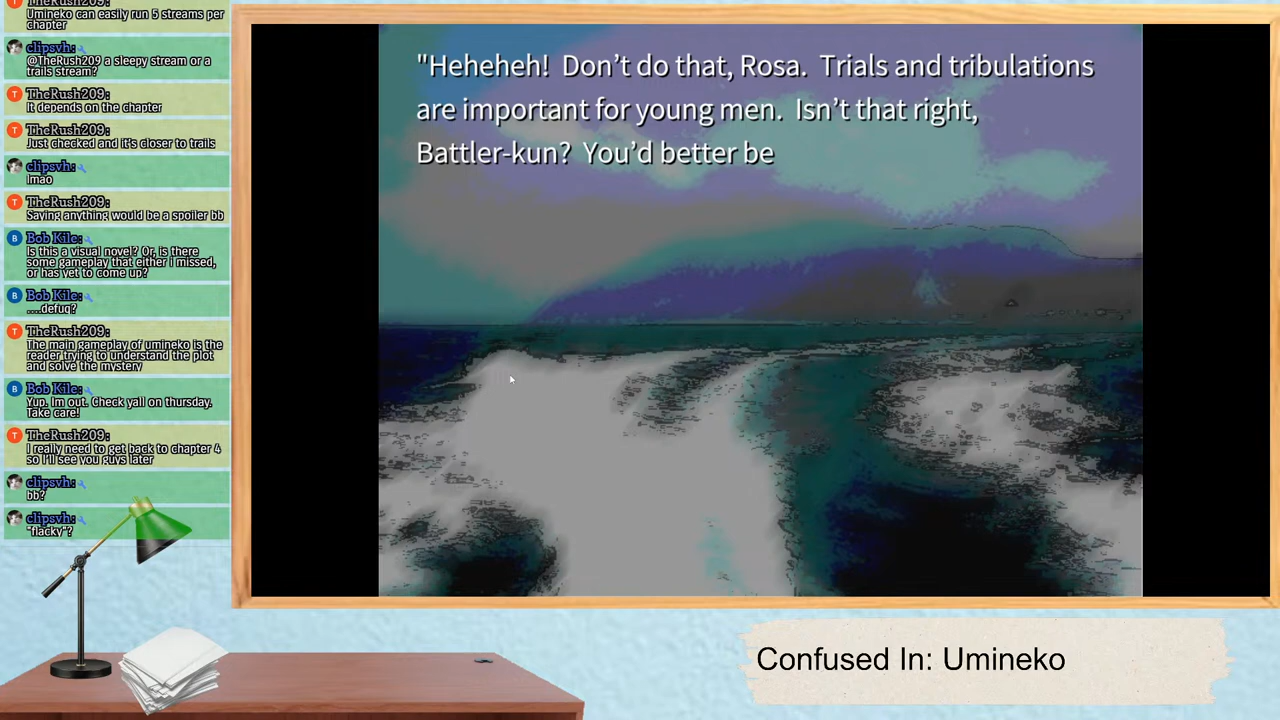 TheRush209:
Umineko can easily run 5 streams per
chapter
clipsvh:
@TheRush209 a sleepy stream or a
trails stream?
TheRush209:
It depends on the chapter
TheRush209:
Just checked and it's closer to trails
clipsvh:
lmao
TheRush209:
Saying anything would be a spoiler bb
Bob Kile:
Is this a visual novel? Or, is there
some gameplay that either i missed,
or has yet to come up?
Bob Kile:
....defuq?
TheRush209:
The main gameplay of umineko is the
reader trying to understand the plot
and solve the mystery
Bob Kile:
Yup. Im out. Check yall on thursday.
Take care!
TheRush209:
I really need to get back to chapter 4
so I'll see you guys later
clipsvh:
bb?
clipsvh:
"flacky"?
"Heheheh!  Don’t do that, Rosa.  Trials and tribulations
are important for young men.  Isn’t that right,
Battler-kun?  You’d better be
Confused In: Umineko